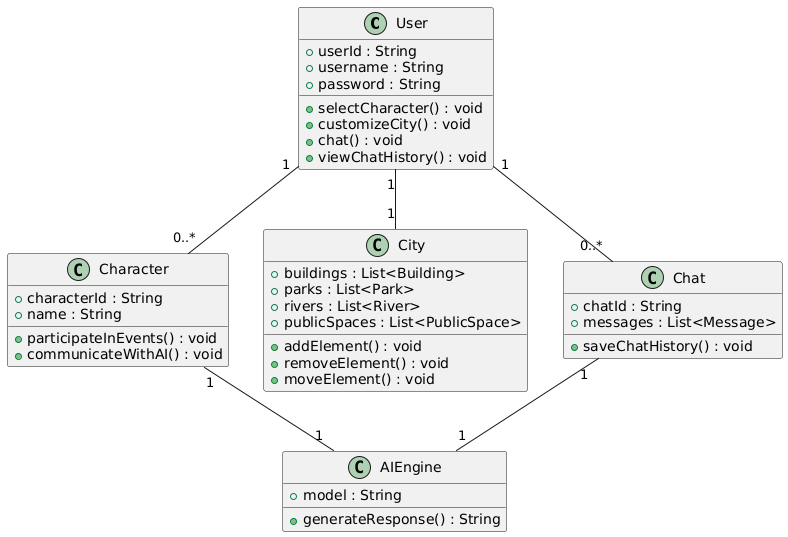 C User
userId : String
username : String
password : String
selectCharacter() : void
customizeCity() : void
chat() : void
viewChatHistory() : void
1
1
1
0..*
1
0..*
C Character
characterId : String
name : String
participateInEvents() : void
communicateWithAI() : void
C City
buildings : List<Building>
parks : List<Park>
rivers : List<River>
publicSpaces : List<PublicSpace>
addElement() : void
removeElement() : void
moveElement() : void
C Chat
chatId : String
messages : List<Message>
saveChatHistory() : void
1
1
1
1
C AIEngine
model : String
generateResponse() : String